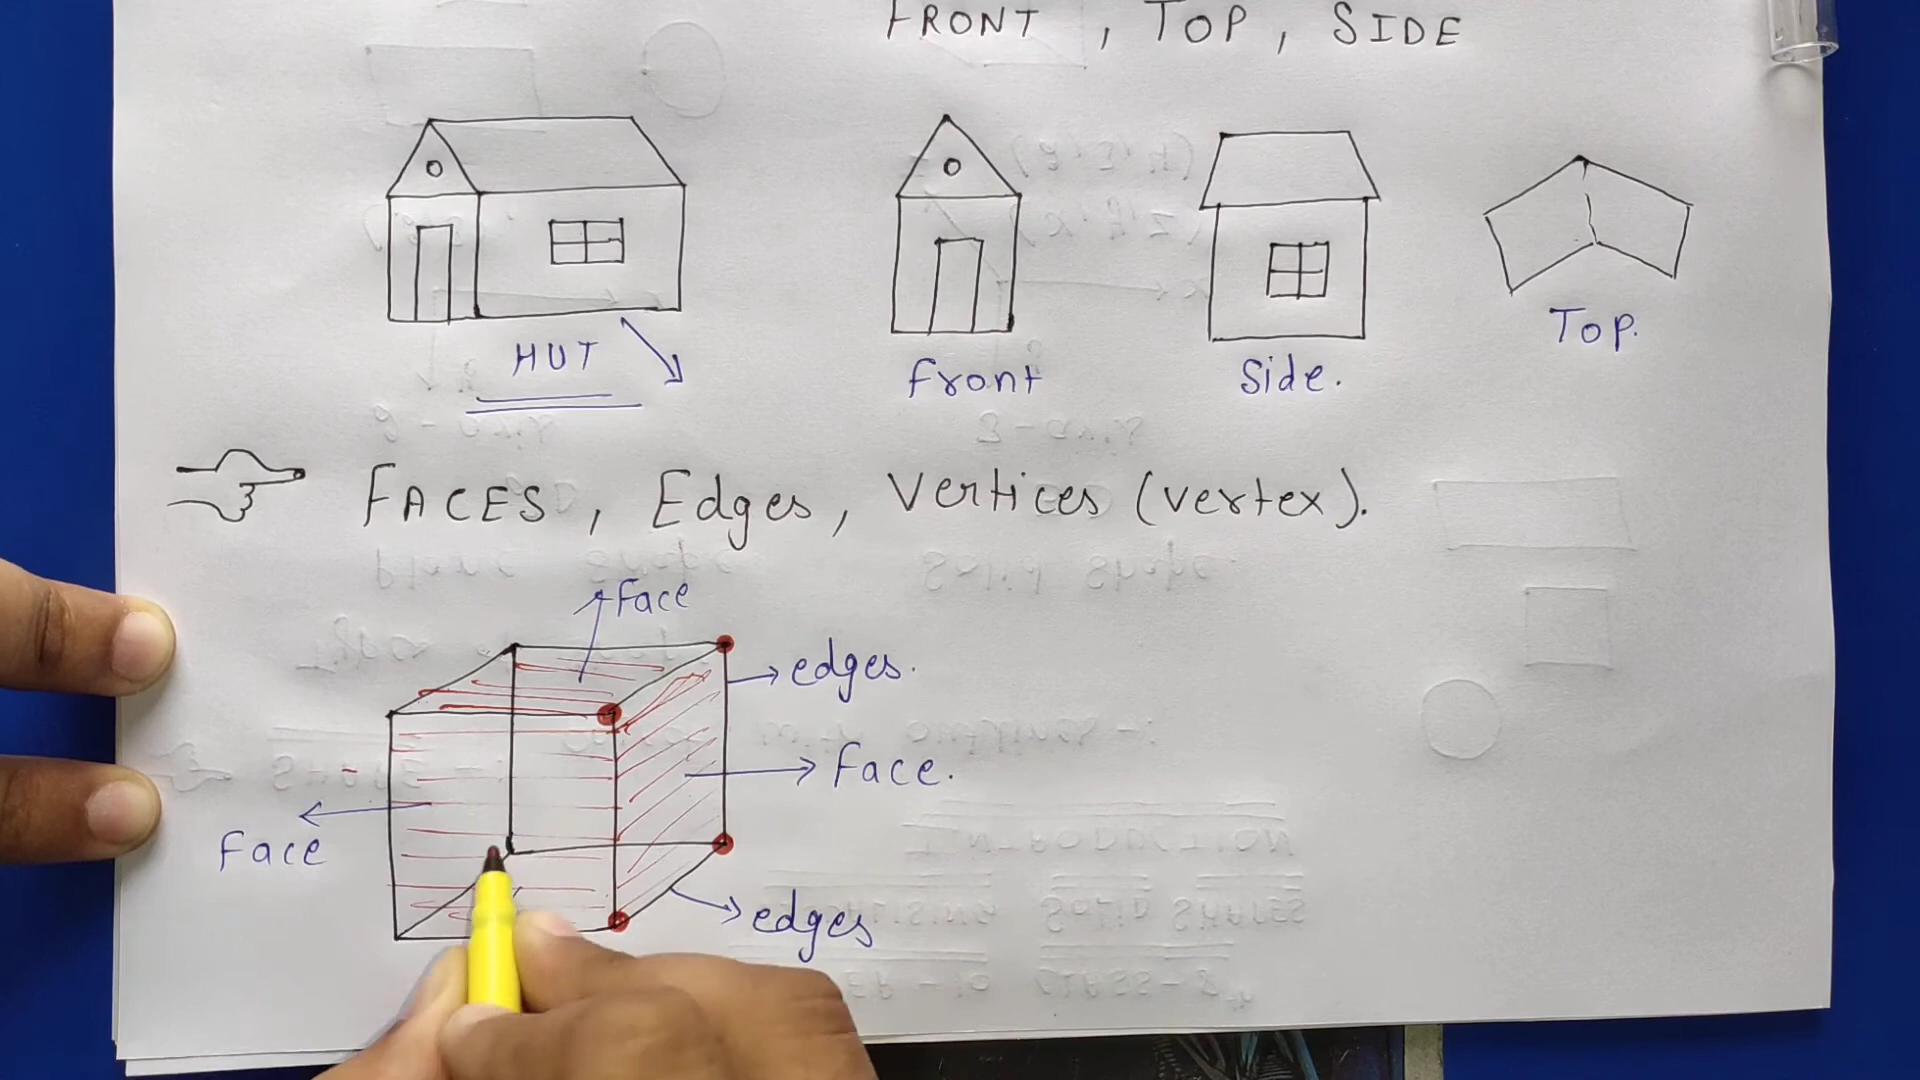 FRONT, TOP, SIDE
HUT
Front
Side.
Top.
FACES, Edges, Vertices (vertex).
Face
edges.
Face.
Face
edges